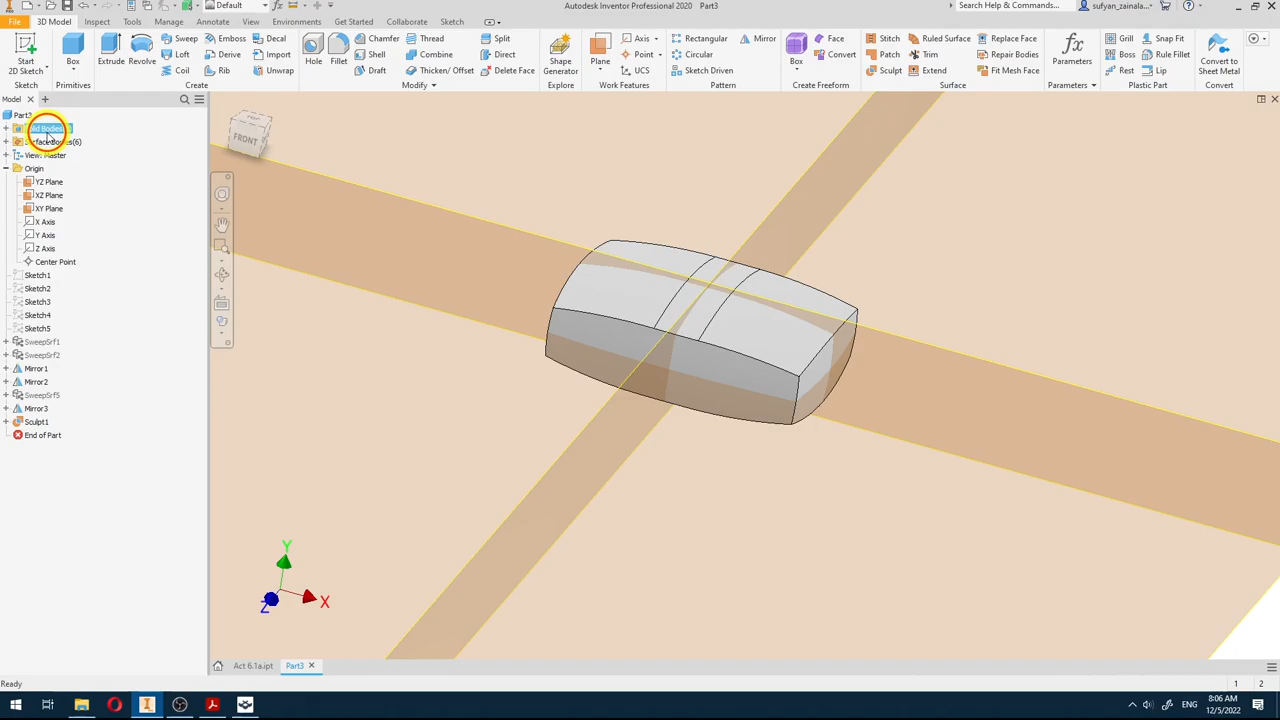 Default
Autodesk Inventor Professional 2020 Part3
Search Help & Commands...
sufyan_zainala...
File 3D Model Inspect Tools Manage Annotate View Environments Get Started Collaborate Sketch
Start
2D Sketch
Sketch
Box
Primitives
Extrude
Revolve
Sweep
Loft
Coil
Emboss
Derive
Rib
Decal
Import
Unwrap
Create
Hole
Fillet
Chamfer
Shell
Draft
Thread
Combine
Thicken/ Offset
Split
Direct
Delete Face
Modify
Shape
Generator
Explore
Plane
Axis
Point
UCS
Work Features
Rectangular
Circular
Sketch Driven
Mirror
Pattern
Box
Face
Convert
Create Freeform
Stitch
Patch
Sculpt
Ruled Surface
Trim
Extend
Replace Face
Repair Bodies
Fit Mesh Face
Surface
Parameters
Parameters
Grill
Boss
Rest
Snap Fit
Rule Fillet
Lip
Plastic Part
Convert to
Sheet Metal
Convert
Model
Part3
View: Master
Origin
YZ Plane
XZ Plane
XY Plane
X Axis
Y Axis
Z Axis
Center Point
Sketch1
Sketch2
Sketch3
Sketch4
Sketch5
SweepSrf1
SweepSrf2
Mirror1
Mirror2
SweepSrf5
Mirror3
Sculpt1
End of Part
TOP
FRONT
Y
X
Z
Act 6.1a.ipt
Part3
Ready
1 2
ENG
8:06 AM
12/5/2022